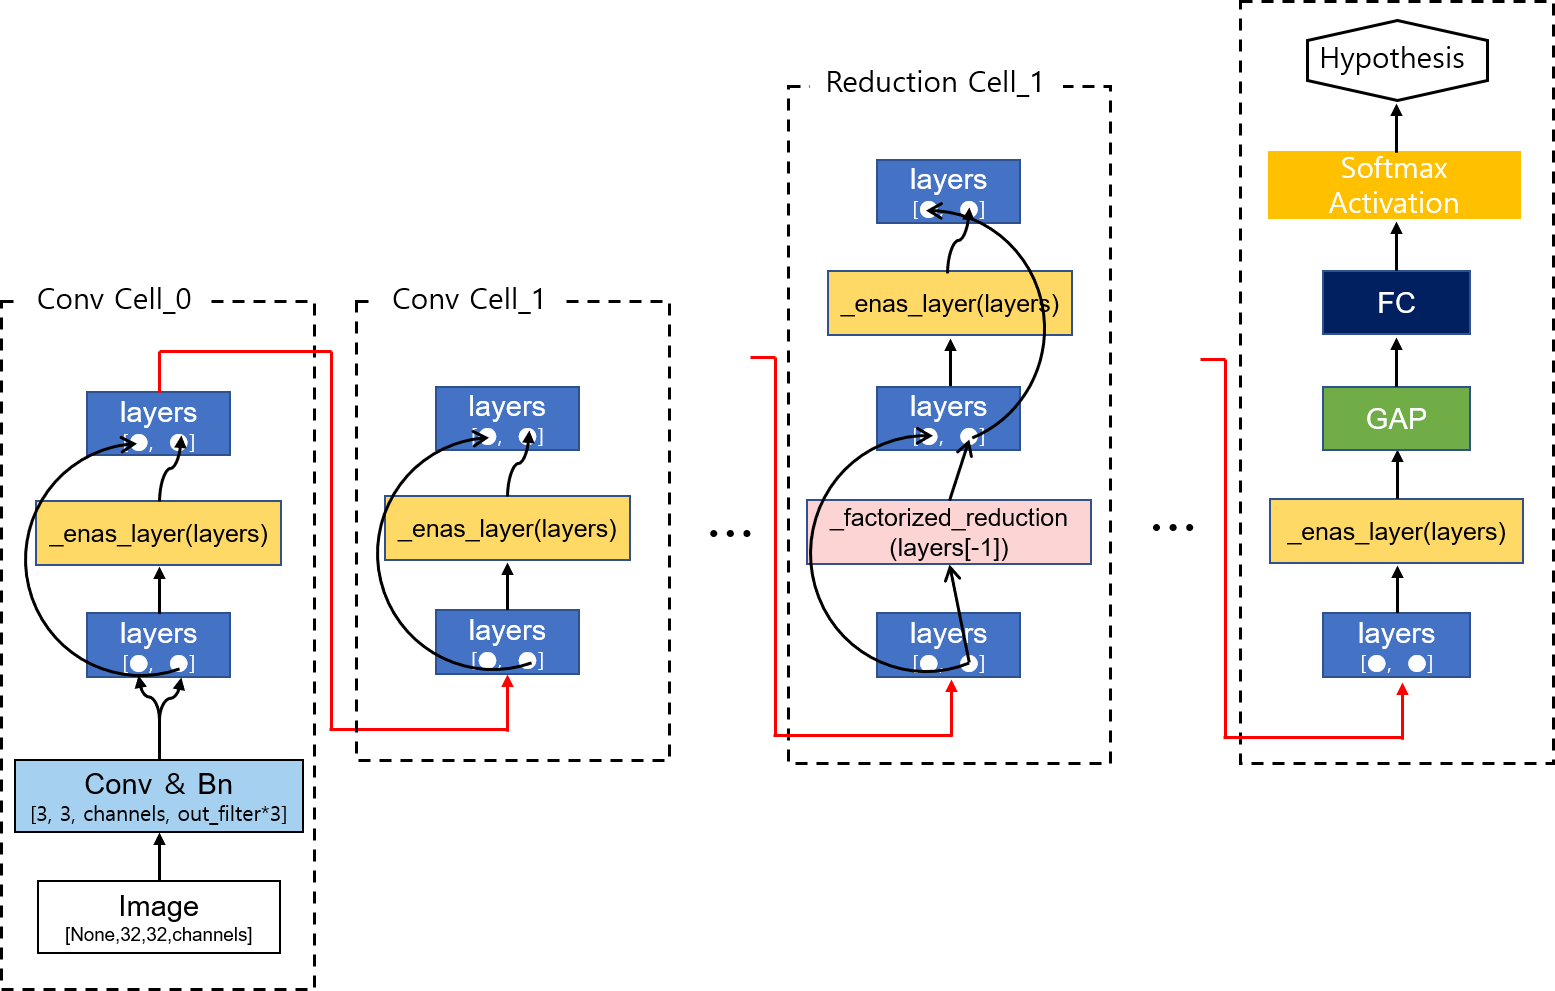 Conv Cell_0
layers
[ , ]
_enas_layer(layers)
layers
[ , ]
Conv & Bn
[3, 3, channels, out_filter*3]
Image
[None,32,32,channels]
Conv Cell_1
layers
[ , ]
_enas_layer(layers)
layers
[ , ]
...
Reduction Cell_1
layers
[ , ]
_enas_layer(layers)
layers
[ , ]
_factorized_reduction
(layers[-1])
layers
[ , ]
...
Hypothesis
Softmax
Activation
FC
GAP
_enas_layer(layers)
layers
[ , ]